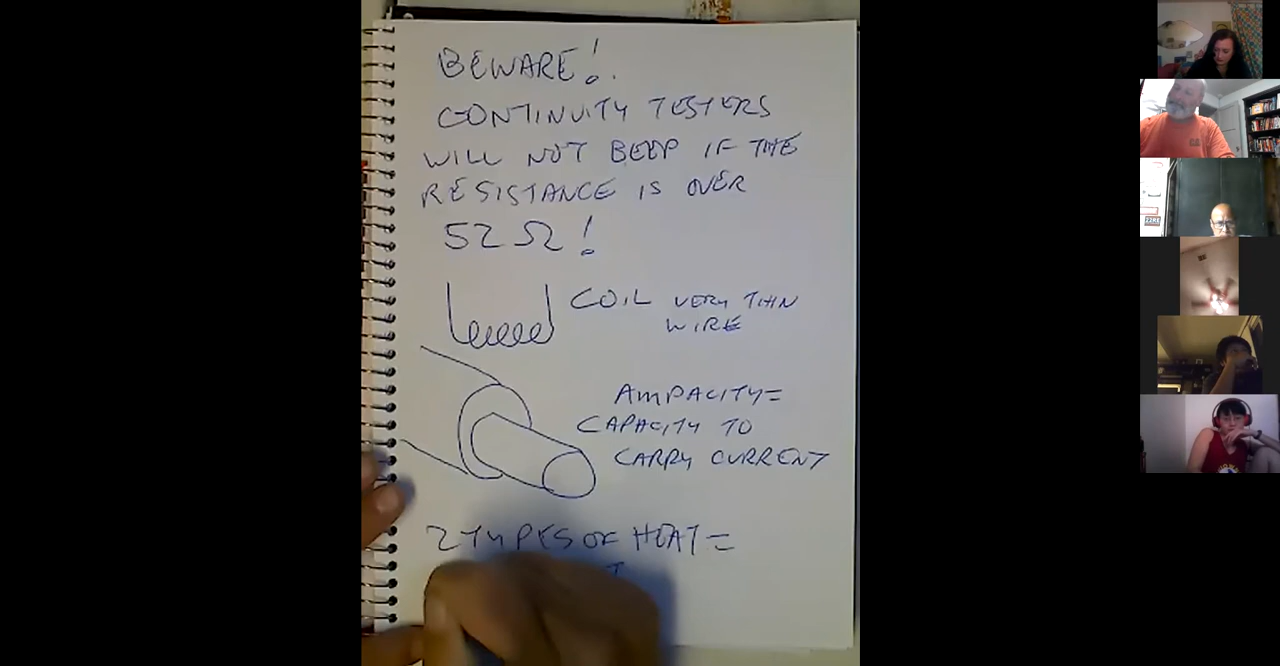 BEWARE!
CONTINUITY TESTERS
WILL NOT BEEP IF THE
RESISTANCE IS OVER
52 Ω!
COIL VERY THIN
WIRE
AMPACITY=
CAPACITY TO
CARRY CURRENT
2 TYPES OF HEAT=